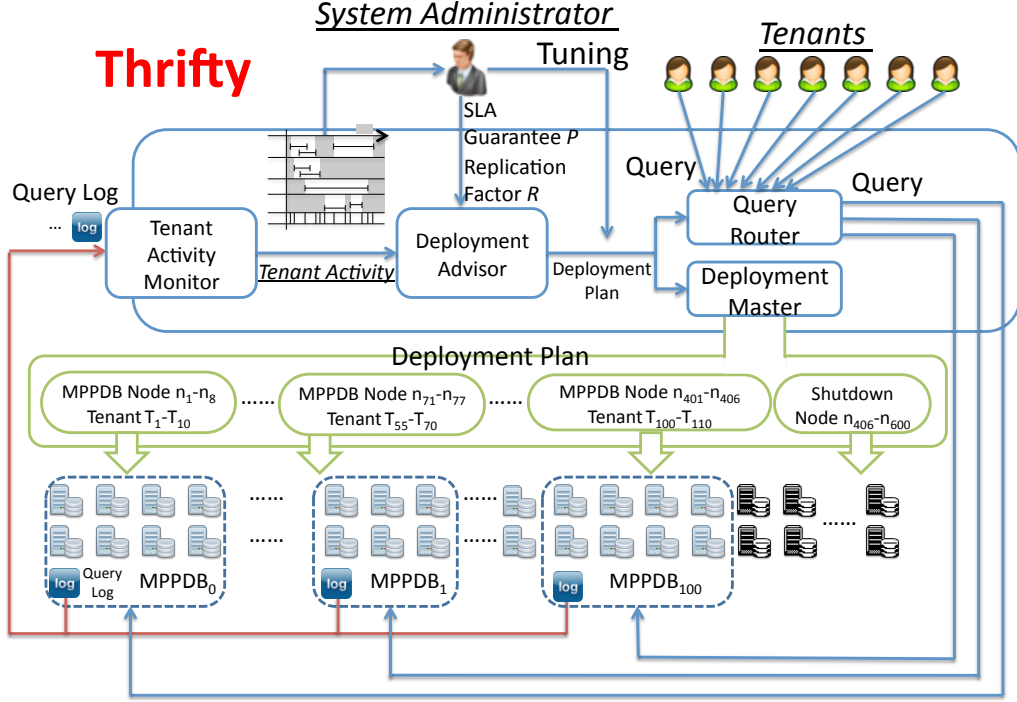 System Administrator
Thrifty
Tuning
Tenants
SLA
Guarantee P
Replication
Factor R
Query Log
... log
Query
Query
Tenant
Activity
Monitor
Tenant Activity
Deployment
Advisor
Deployment
Plan
Query
Router
Deployment
Master
Deployment Plan
MPPDB Node n1-n8
Tenant T1-T10
......
MPPDB Node n71-n77
Tenant T55-T70
......
MPPDB Node n401-n406
Tenant T100-T110
Shutdown
Node n406-n600
...... ...... ......
...... ......
log Query
Log
MPPDB0
log MPPDB1
log MPPDB100